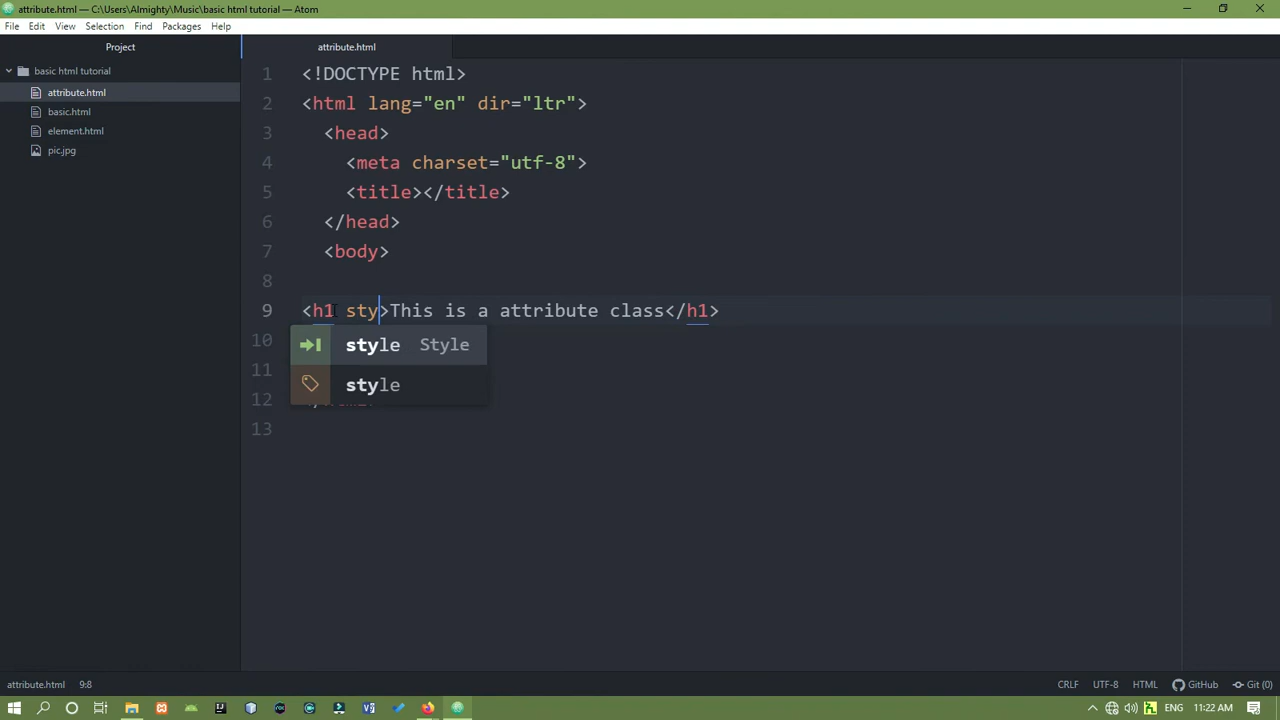 attribute.html — C:\Users\Almighty\Music\basic html tutorial — Atom
File Edit View Selection Find Packages Help
Project
attribute.html
basic html tutorial
attribute.html
basic.html
element.html
pic.jpg
1 <!DOCTYPE html>
2 <html lang="en" dir="ltr">
3 <head>
4 <meta charset="utf-8">
5 <title></title>
6 </head>
7 <body>
8
9 <h1 sty>This is a attribute class</h1>
10 style Style
11 style
12
13
attribute.html 9:8
CRLF UTF-8 HTML GitHub Git (0)
ENG 11:22 AM